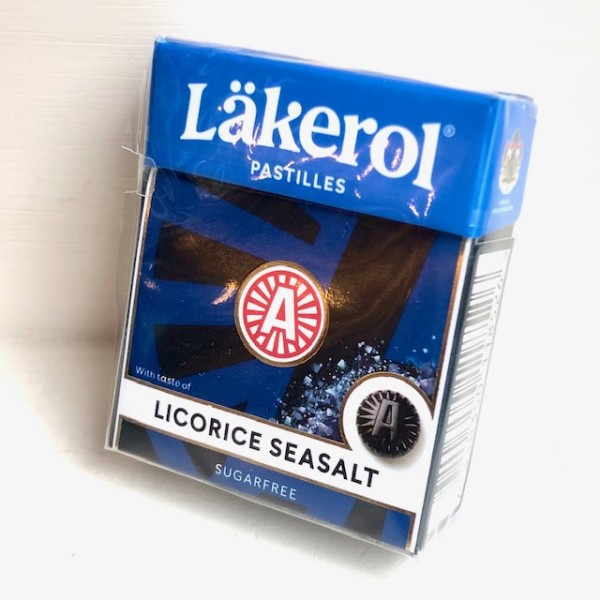 Läkerol®
PASTILLES
A
With taste of
A
LICORICE SEASALT
SUGARFREE